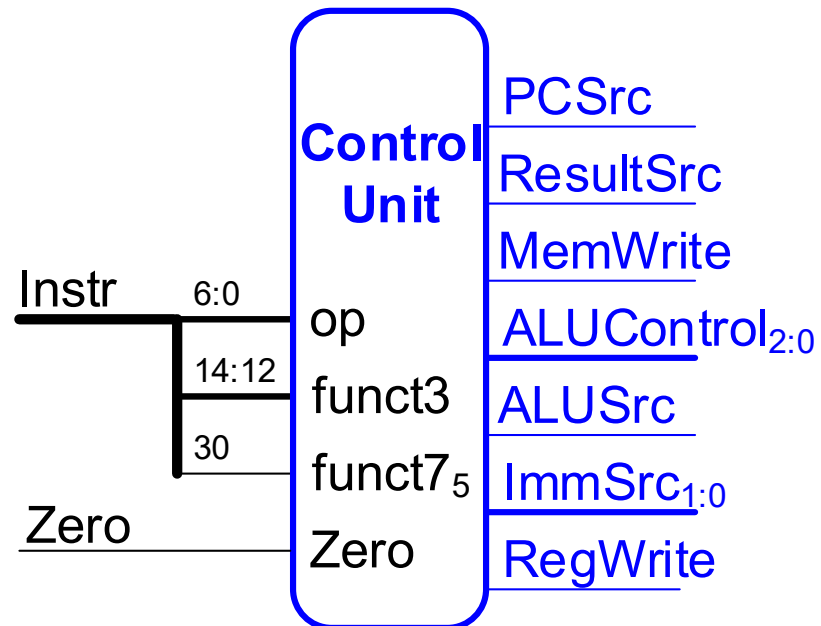 Control
Unit
Instr
6:0
14:12
30
Zero
op
funct3
funct7₅
Zero
PCSrc
ResultSrc
MemWrite
ALUControl₂:₀
ALUSrc
ImmSrc₁:₀
RegWrite